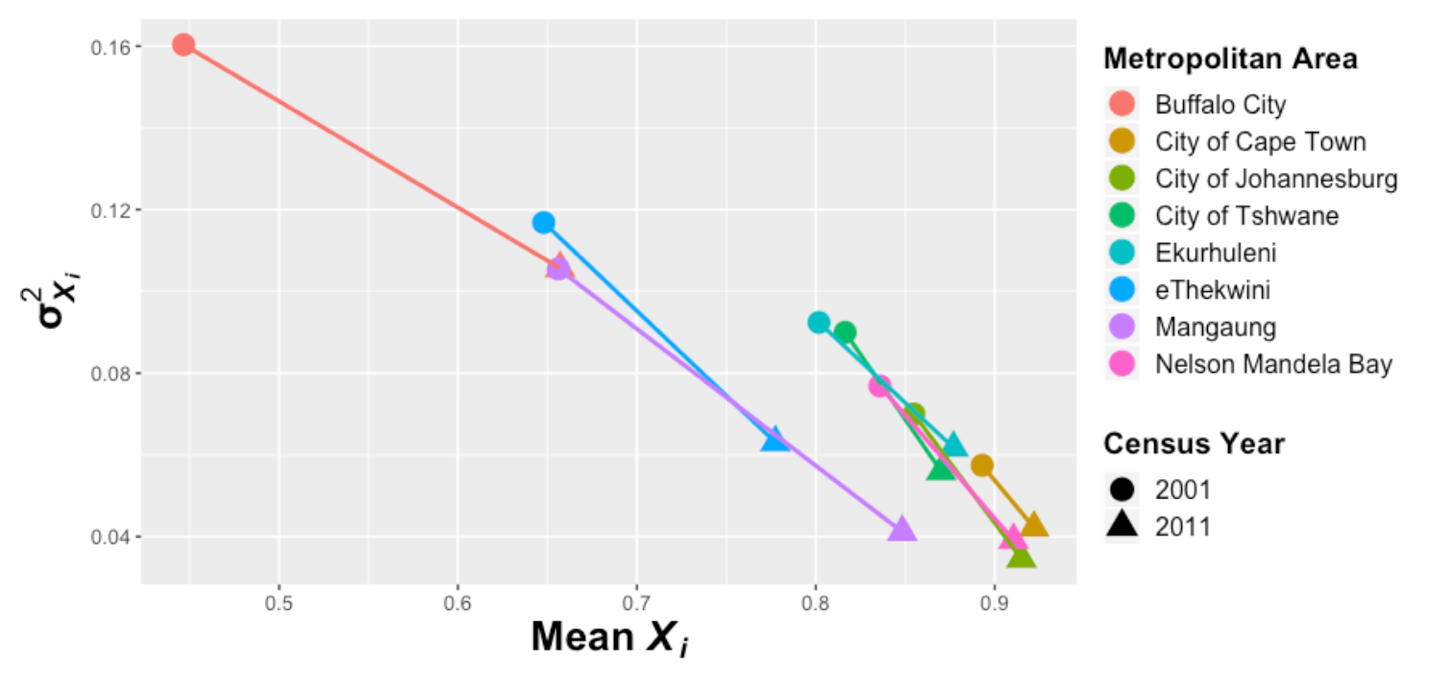 0.16
0.12
0.08
0.04
σ²Xᵢ
0.5 0.6 0.7 0.8 0.9
Mean Xᵢ
Metropolitan Area
Buffalo City
City of Cape Town
City of Johannesburg
City of Tshwane
Ekurhuleni
eThekwini
Mangaung
Nelson Mandela Bay
Census Year
2001
2011